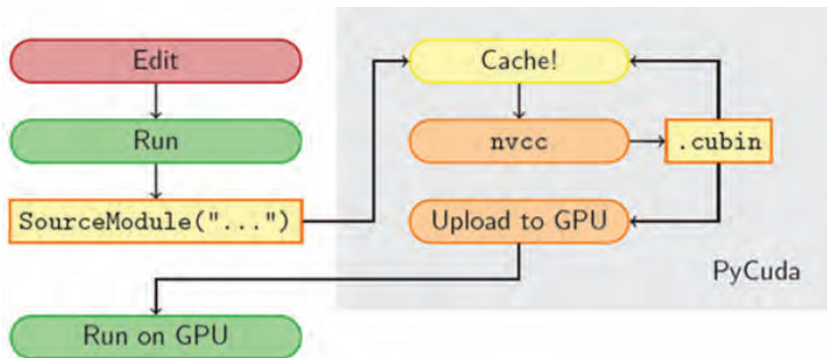 Edit
Run
SourceModule("...")
Cache!
nvcc
.cubin
Upload to GPU
PyCuda
Run on GPU